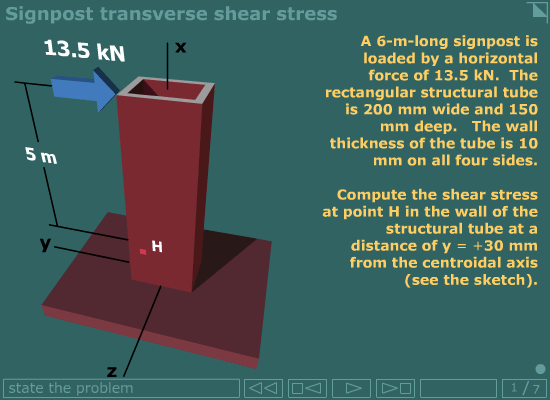 Signpost transverse shear stress
A 6-m-long signpost is
loaded by a horizontal
force of 13.5 kN.  The
rectangular structural tube
is 200 mm wide and 150
mm deep.   The wall
thickness of the tube is 10
mm on all four sides.
Compute the shear stress
at point H in the wall of the
structural tube at a
distance of y = +30 mm
from the centroidal axis
(see the sketch).
13.5 kN
x
5 m
y
H
z
state the problem
1 / 7